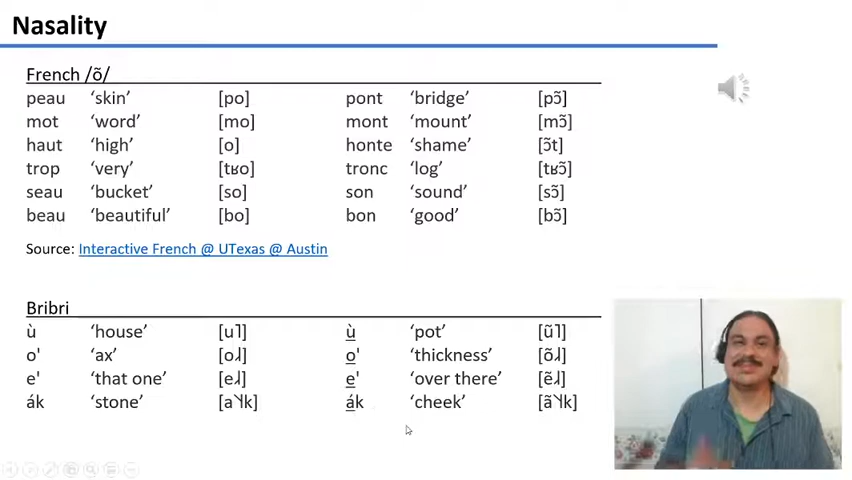 Nasality
French /õ/
peau ‘skin’ [po] pont ‘bridge’ [pɔ̃]
mot ‘word’ [mo] mont ‘mount’ [mɔ̃]
haut ‘high’ [o] honte ‘shame’ [ɔ̃t]
trop ‘very’ [tʁo] tronc ‘log’ [tʁɔ̃]
seau ‘bucket’ [so] son ‘sound’ [sɔ̃]
beau ‘beautiful’ [bo] bon ‘good’ [bɔ̃]
Source: Interactive French @ UTexas @ Austin
Bribri
ù ‘house’ [u˥] ù̱ ‘pot’ [ũ˥]
o' ‘ax’ [o˨] o̱' ‘thickness’ [õ˨]
e' ‘that one’ [e˨] e̱' ‘over there’ [ẽ˨]
ák ‘stone’ [a˥˧k] á̱k ‘cheek’ [ã˥˧k]